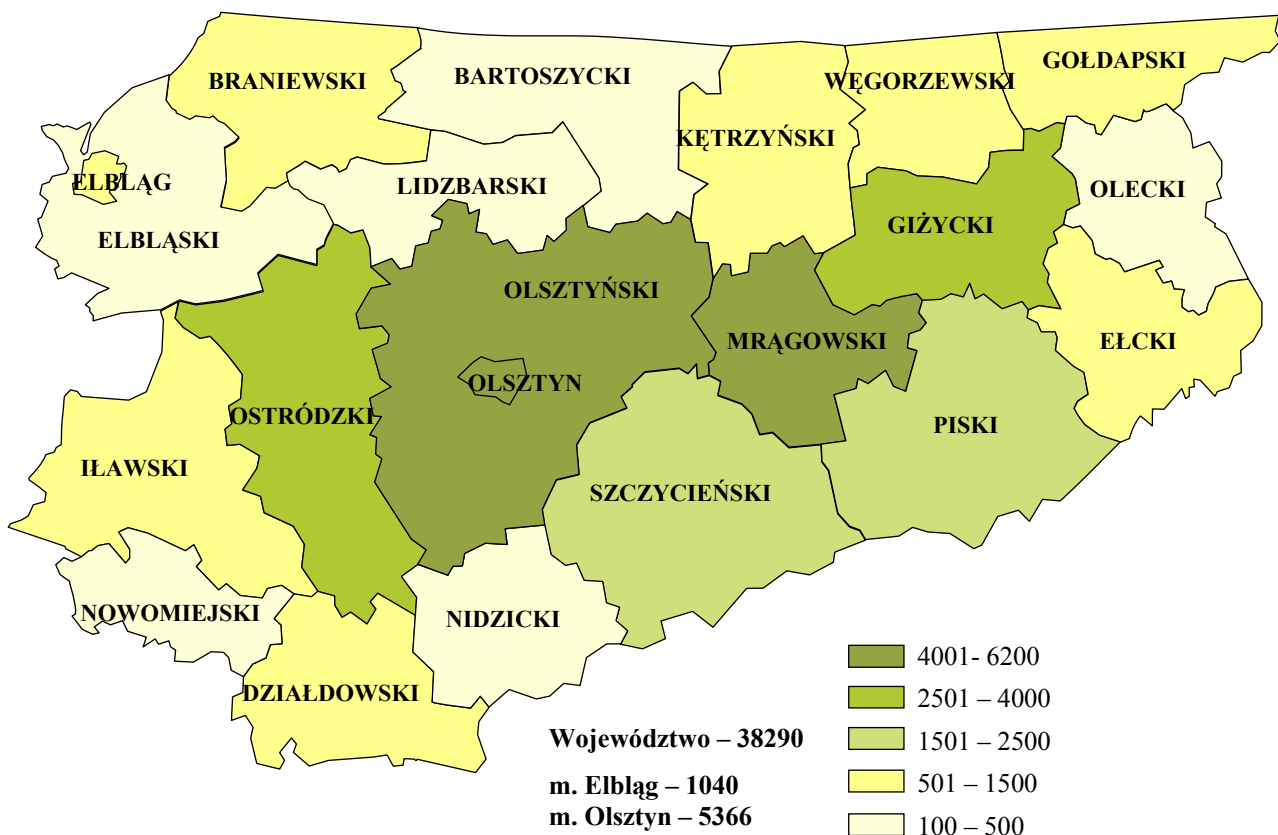 GOŁDAPSKI
BRANIEWSKI
BARTOSZYCKI
WĘGORZEWSKI
KĘTRZYŃSKI
ELBLĄG
LIDZBARSKI
OLECKI
ELBLĄSKI
GIŻYCKI
OLSZTYŃSKI
MRĄGOWSKI
EŁCKI
OLSZTYN
OSTRÓDZKI
PISKI
IŁAWSKI
SZCZYCIEŃSKI
NOWOMIEJSKI
NIDZICKI
DZIAŁDOWSKI
4001- 6200
2501 – 4000
1501 – 2500
501 – 1500
100 – 500
Województwo – 38290
m. Elbląg – 1040
m. Olsztyn – 5366